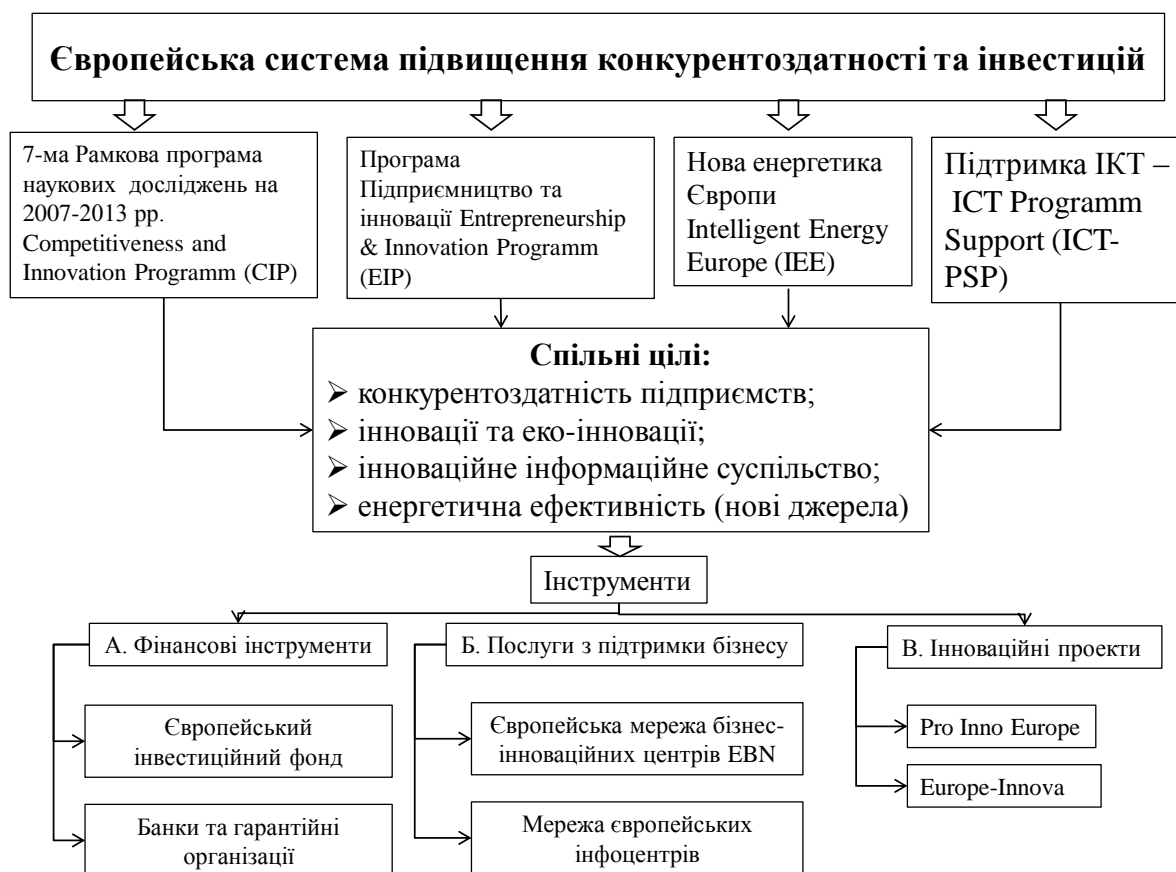 Європейська система підвищення конкурентоздатності та інвестицій
7-ма Рамкова програма
наукових досліджень на
2007-2013 рр.
Competitiveness and
Innovation Programm (CIP)
Програма
Підприємництво та
інновації Entrepreneurship
& Innovation Programm
(EIP)
Нова енергетика
Європи
Intelligent Energy
Europe (IEE)
Підтримка ІКТ –
ICT Programm
Support (ICT-
PSP)
Спільні цілі:
➢ конкурентоздатність підприємств;
➢ інновації та еко-інновації;
➢ інноваційне інформаційне суспільство;
➢ енергетична ефективність (нові джерела)
Інструменти
А. Фінансові інструменти
Європейський
інвестиційний фонд
Банки та гарантійні
організації
Б. Послуги з підтримки бізнесу
Європейська мережа бізнес-
інноваційних центрів EBN
Мережа європейських
інфоцентрів
В. Інноваційні проекти
Pro Inno Europe
Europe-Innova